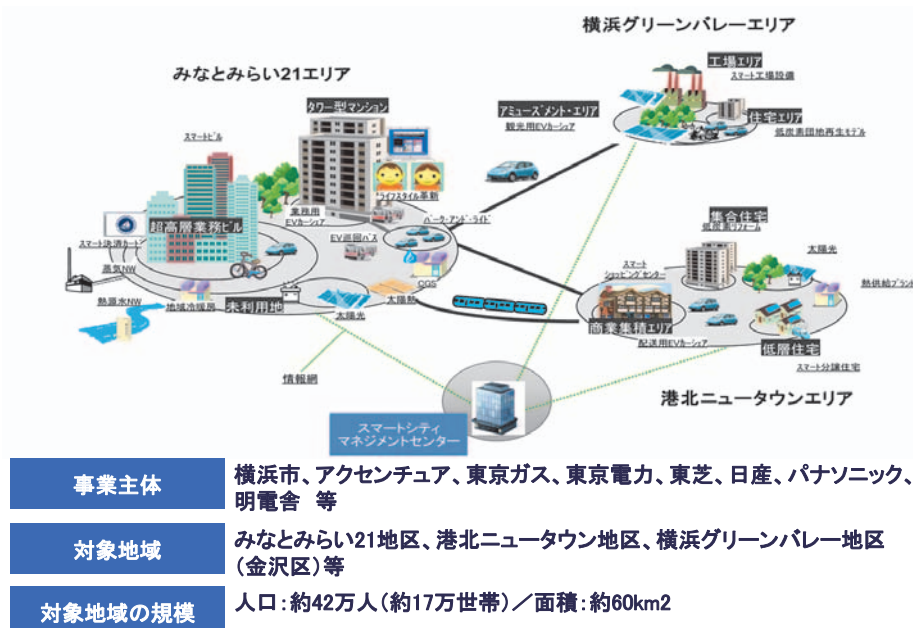 横浜グリーンバレーエリア
工場エリア
スマート工場設備
みなとみらい21エリア
タワー型マンション
アミューズメント・エリア
観光用EVカーシェア
住宅エリア
低炭素団地再生モデル
スマートビル
ライフスタイル革新
業務用
EVカーシェア
パーク・アンド・ライド
超高層業務ビル
スマート決済カード
EV巡回バス
集合住宅
低炭素リフォーム
太陽光
スマート
ショッピングセンター
蒸気NW
CGS
太陽熱
熱供給プラント
熱源水NW
地域冷暖房
未利用地
太陽光
商業集積エリア
配送用EVカーシェア
低層住宅
スマート分譲住宅
情報網
港北ニュータウンエリア
スマートシティ
マネジメントセンター
事業主体
横浜市、アクセンチュア、東京ガス、東京電力、東芝、日産、パナソニック、
明電舎 等
対象地域
みなとみらい21地区、港北ニュータウン地区、横浜グリーンバレー地区
(金沢区)等
対象地域の規模
人口:約42万人(約17万世帯)/面積:約60km2